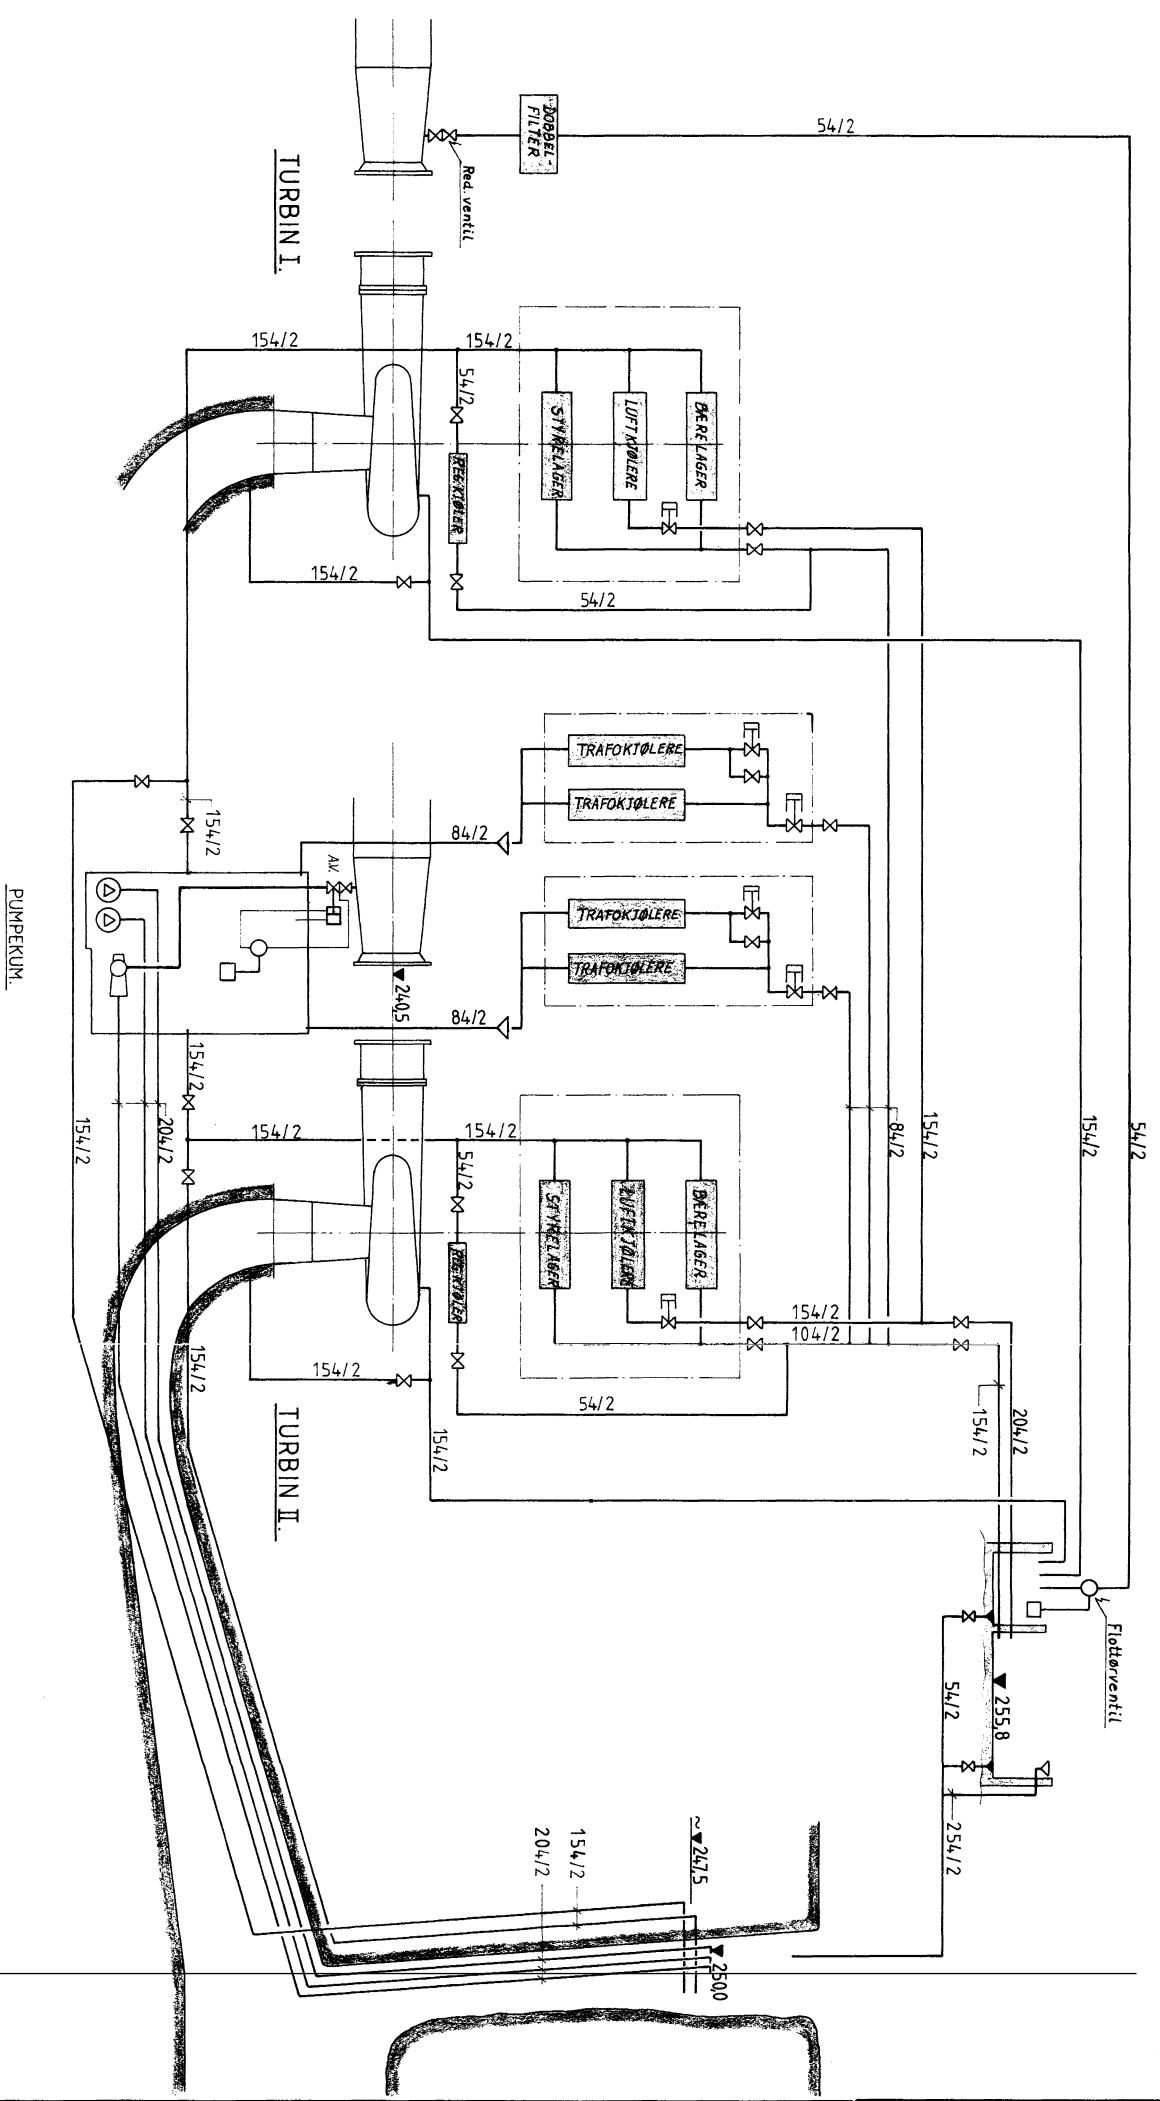 DOBBEL-
FILTER
54/2
Red. ventil
TURBIN I.
154/2
154/2
54/2
STYRELAGER
LUFTKJØLERE
BÆRELAGER
REG.KJØLER
154/2
54/2
TRAFOKJØLERE
TRAFOKJØLERE
84/2
154/2
A.V.
PUMPEKUM.
TRAFOKJØLERE
TRAFOKJØLERE
240,5
84/2
154/2
204/2
154/2
154/2
154/2
54/2
84/2
154/2
154/2
54/2
STYRELAGER
LUFTKJØLERE
BÆRELAGER
REG.KJØLER
154/2
104/2
154/2
154/2
54/2
TURBIN II.
154/2
154/2
204/2
Flottørventil
255,8
54/2
254/2
~247,5
154/2
204/2
250,0